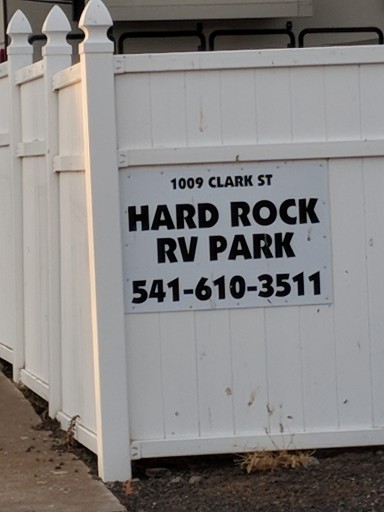 1009 CLARK ST
HARD ROCK
RV PARK
541-610-3511